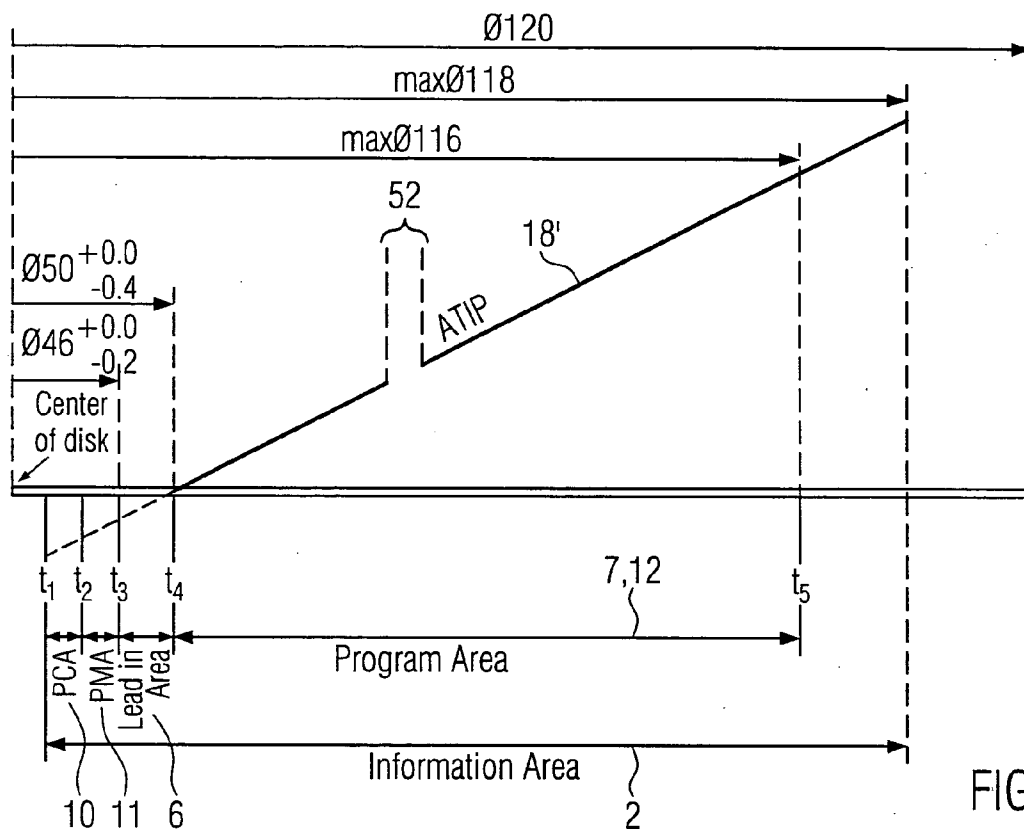 Ø120
maxØ118
maxØ116
52
18'
Ø50 +0.0 -0.4
ATIP
Ø46 +0.0 -0.2
Center
of disk
t1 t2 t3 t4 t5
7,12
PCA
PMA
Lead in
Area
Program Area
Information Area
10 11 6 2
FIG